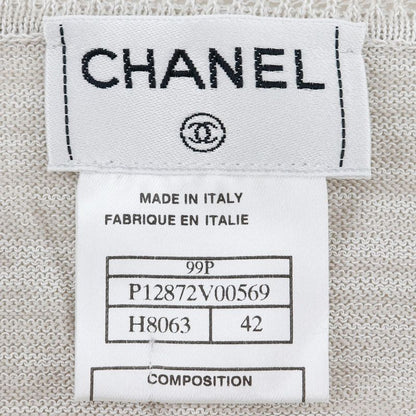 CHANEL
MADE IN ITALY
FABRIQUE EN ITALIE
99P
P12872V00569
H8063 42
COMPOSITION